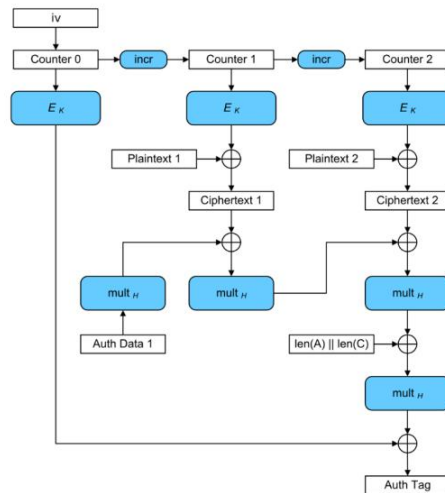 iv
Counter 0
incr
Counter 1
incr
Counter 2
E K
E K
E K
Plaintext 1
Plaintext 2
Ciphertext 1
Ciphertext 2
mult H
mult H
mult H
Auth Data 1
len(A) || len(C)
mult H
Auth Tag